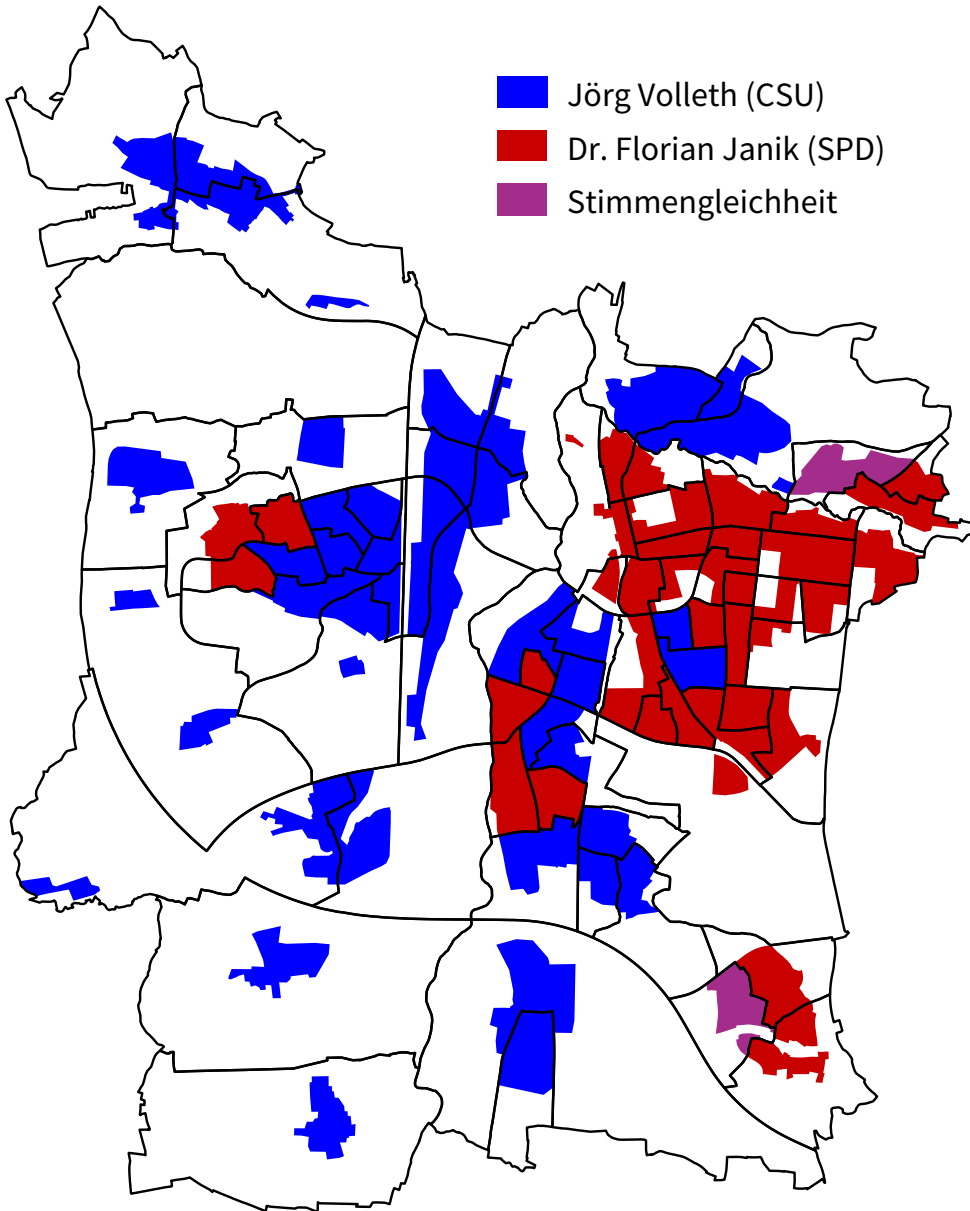 Jörg Volleth (CSU)
Dr. Florian Janik (SPD)
Stimmengleichheit